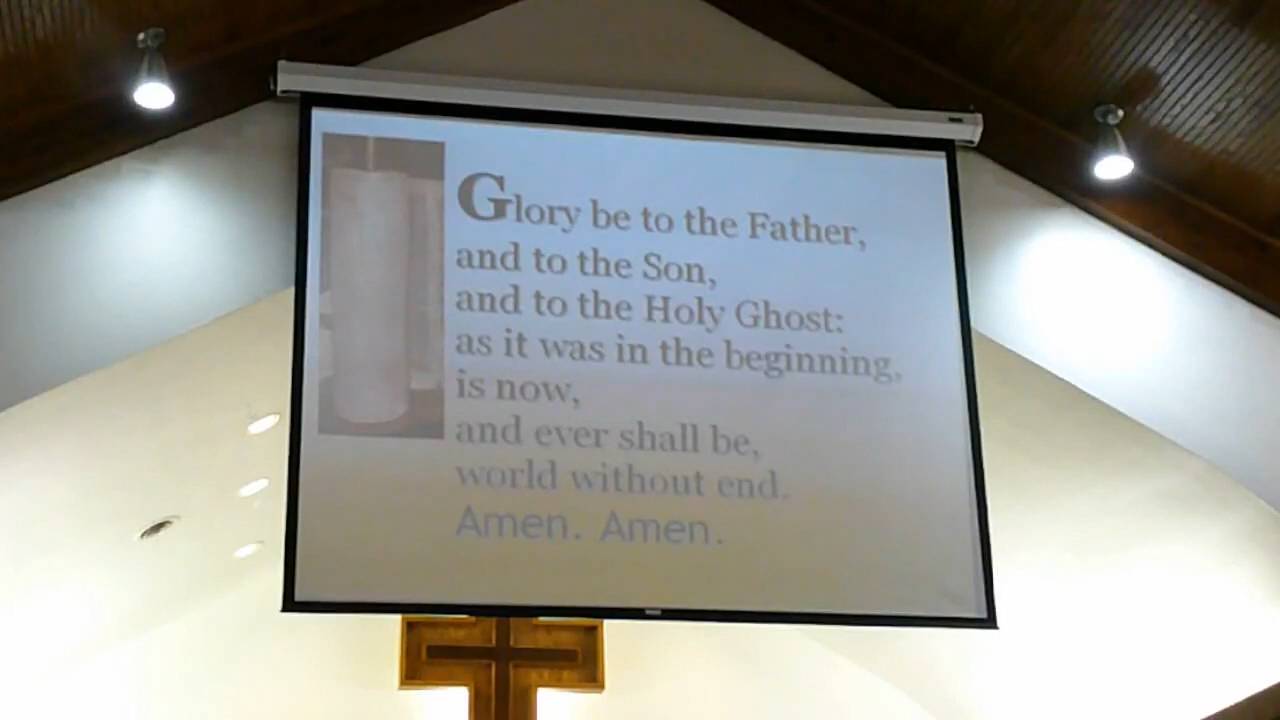 Glory be to the Father,
and to the Son,
and to the Holy Ghost:
as it was in the beginning,
is now,
and ever shall be,
world without end.
Amen. Amen.